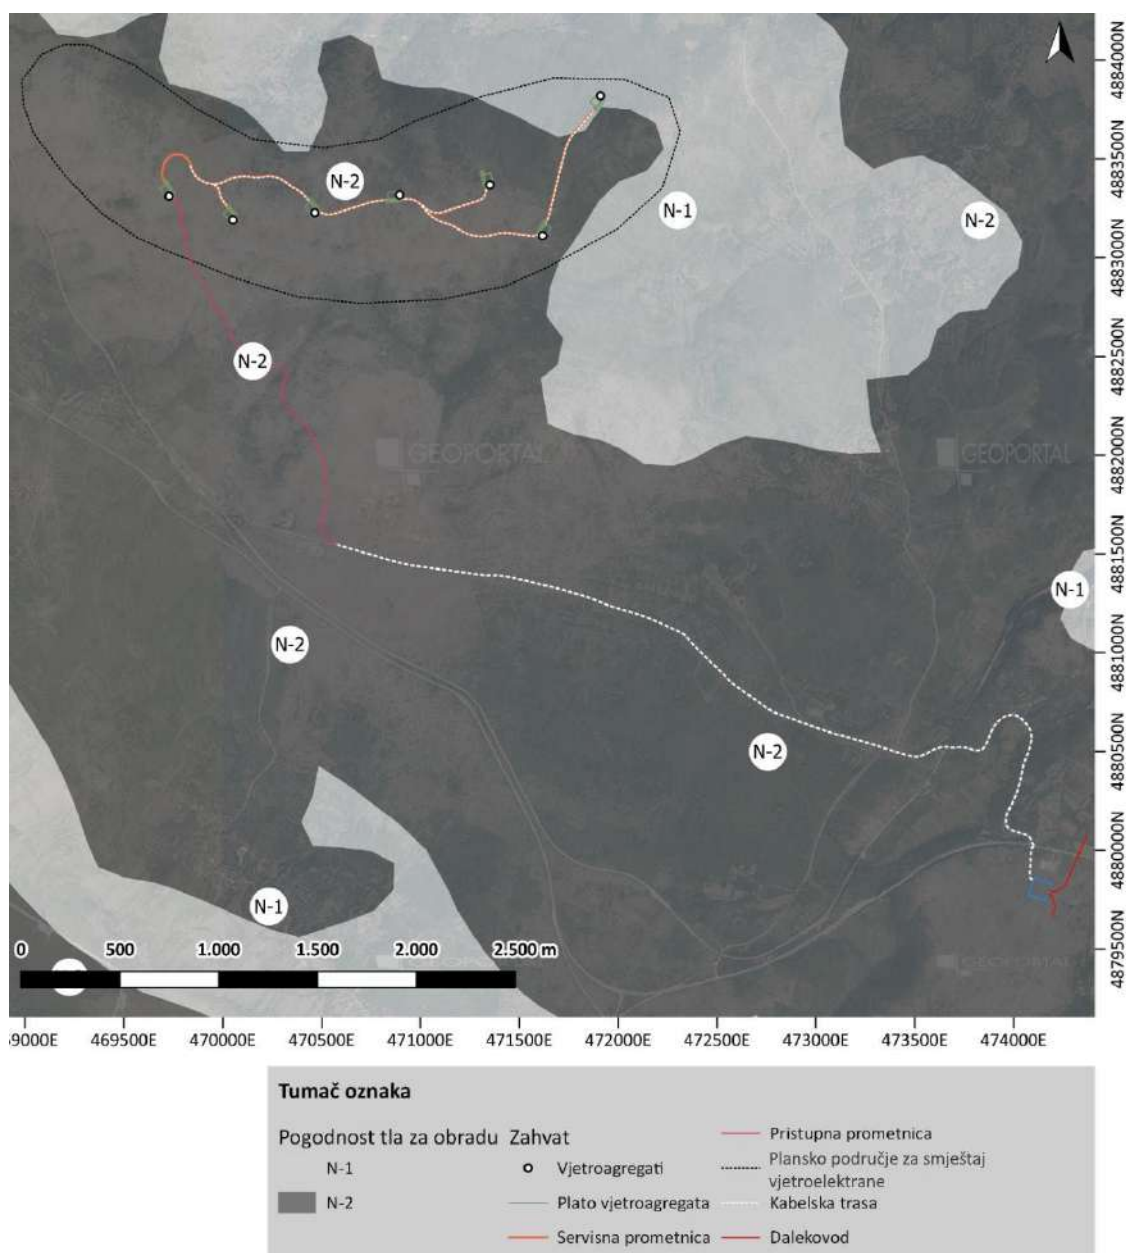 N-2
N-1
N-2
N-2
GEOPORTAL
GEOPORTAL
N-1
N-2
N-2
N-1
0 500 1.000 1.500 2.000 2.500 m
GEOPORTAL
4884000N
4883500N
4883000N
4882500N
4882000N
4881500N
4881000N
4880500N
4880000N
4879500N
69000E 469500E 470000E 470500E 471000E 471500E 472000E 472500E 473000E 473500E 474000E
Tumač oznaka
Pogodnost tla za obradu
N-1
N-2
Zahvat
Vjetroagregati
Plato vjetroagregata
Servisna prometnica
Pristupna prometnica
Plansko područje za smještaj
vjetroelektrane
Kabelska trasa
Dalekovod